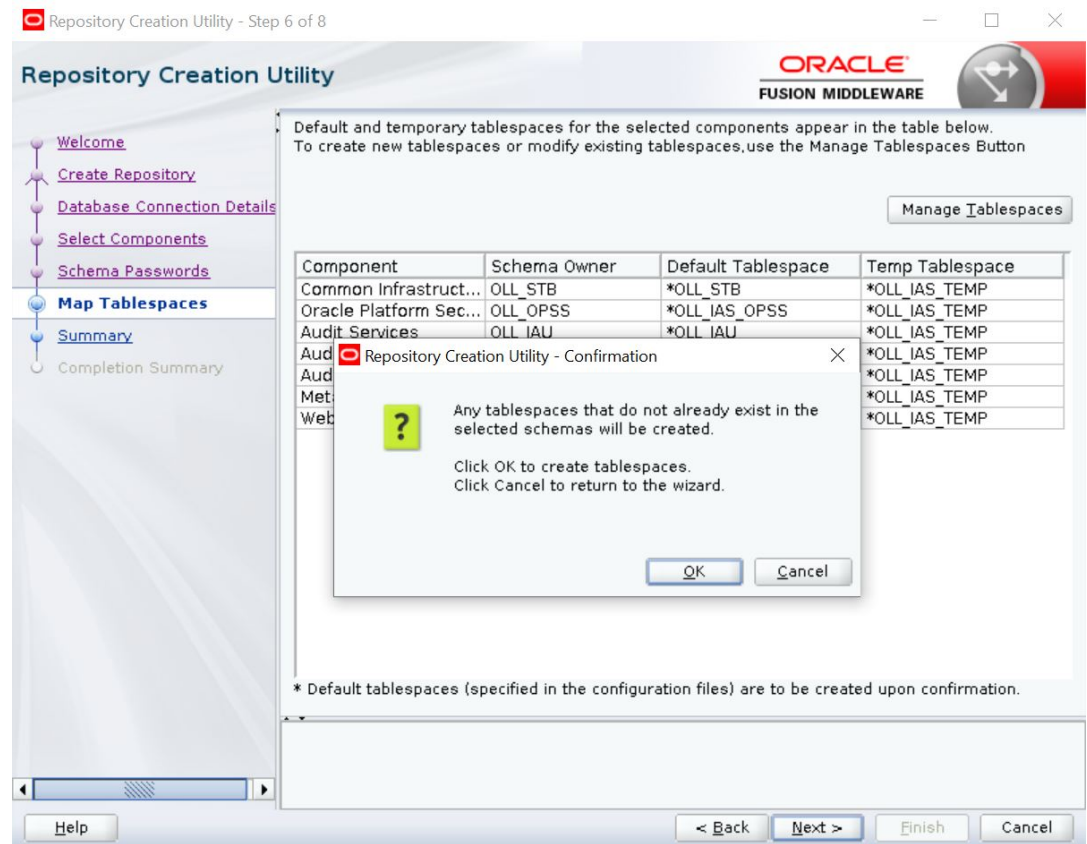 Repository Creation Utility - Step 6 of 8
Repository Creation Utility
ORACLE
FUSION MIDDLEWARE
Welcome
Create Repository
Database Connection Details
Select Components
Schema Passwords
Map Tablespaces
Summary
Completion Summary
Default and temporary tablespaces for the selected components appear in the table below.
To create new tablespaces or modify existing tablespaces,use the Manage Tablespaces Button
Manage Tablespaces
Component Schema Owner Default Tablespace Temp Tablespace
Common Infrastruct... OLL_STB *OLL_STB *OLL_IAS_TEMP
Oracle Platform Sec... OLL_OPSS *OLL_IAS_OPSS *OLL_IAS_TEMP
Audit Services OLL_IAU *OLL_IAU *OLL_IAS_TEMP
Aud *OLL_IAS_TEMP
Aud *OLL_IAS_TEMP
Met *OLL_IAS_TEMP
Web *OLL_IAS_TEMP
Repository Creation Utility - Confirmation
?
Any tablespaces that do not already exist in the
selected schemas will be created.
Click OK to create tablespaces.
Click Cancel to return to the wizard.
OK Cancel
* Default tablespaces (specified in the configuration files) are to be created upon confirmation.
Help < Back Next > Finish Cancel